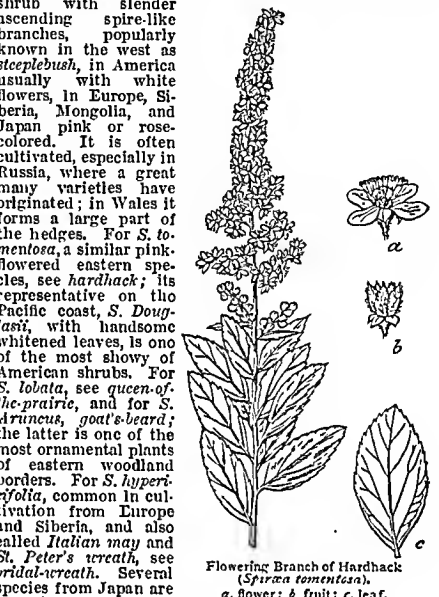 shrub with slender
ascending spire-like
branches, popularly
known in the west as
steeplebush, in America
usually with white
flowers, in Europe, Si-
beria, Mongolia, and
Japan pink or rose-
colored. It is often
cultivated, especially in
Russia, where a great
many varieties have
originated; in Wales it
forms a large part of
the hedges. For S. to-
mentosa, a similar pink-
flowered eastern spe-
cies, see hardhack; its
representative on the
Pacific coast, S. Doug-
lasii, with handsome
whitened leaves, is one
of the most showy of
American shrubs. For
S. lobata, see queen-of-
the-prairie, and for S.
Aruncus, goat's-beard;
the latter is one of the
most ornamental plants
of eastern woodland
borders. For S. hyperi-
cifolia, common in cul-
tivation from Europe
and Siberia, and also
called Italian may and
St. Peter's wreath, see
bridal-wreath. Several
species from Japan are
a
b
c
Flowering Branch of Hardhack
(Spiræa tomentosa).
a, flower; b, fruit; c, leaf.